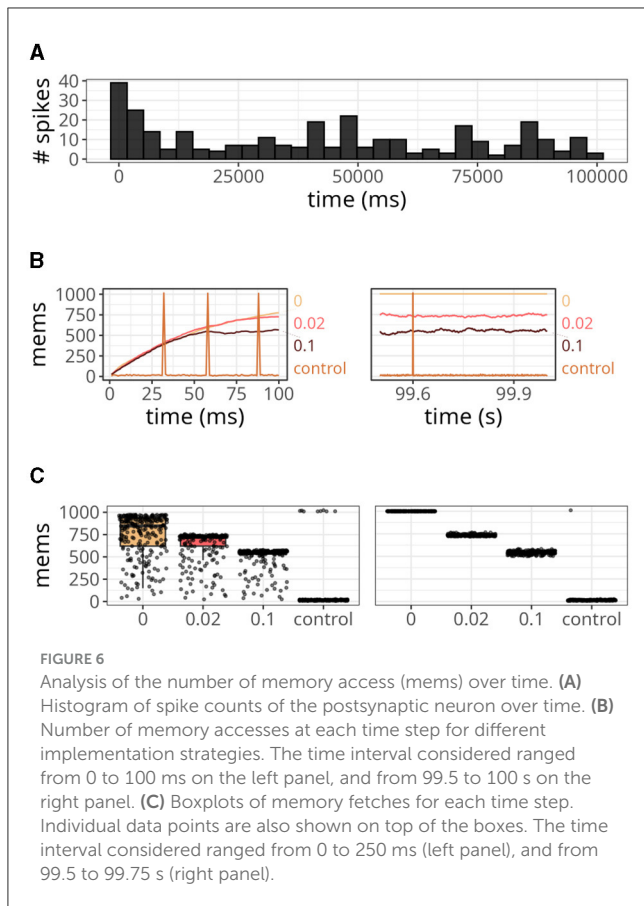 A
40
30
20
10
0
# spikes
0 25000 50000 75000 100000
time (ms)
B
1000
750
500
250
0
mems
0 25 50 75 100
time (ms)
0
0.02
0.1
control
99.6 99.9
time (s)
0
0.02
0.1
control
C
1000
750
500
250
0
mems
0 0.02 0.1 control
0 0.02 0.1 control
FIGURE 6
Analysis of the number of memory access (mems) over time. (A)
Histogram of spike counts of the postsynaptic neuron over time. (B)
Number of memory accesses at each time step for different
implementation strategies. The time interval considered ranged
from 0 to 100 ms on the left panel, and from 99.5 to 100 s on the
right panel. (C) Boxplots of memory fetches for each time step.
Individual data points are also shown on top of the boxes. The time
interval considered ranged from 0 to 250 ms (left panel), and from
99.5 to 99.75 s (right panel).